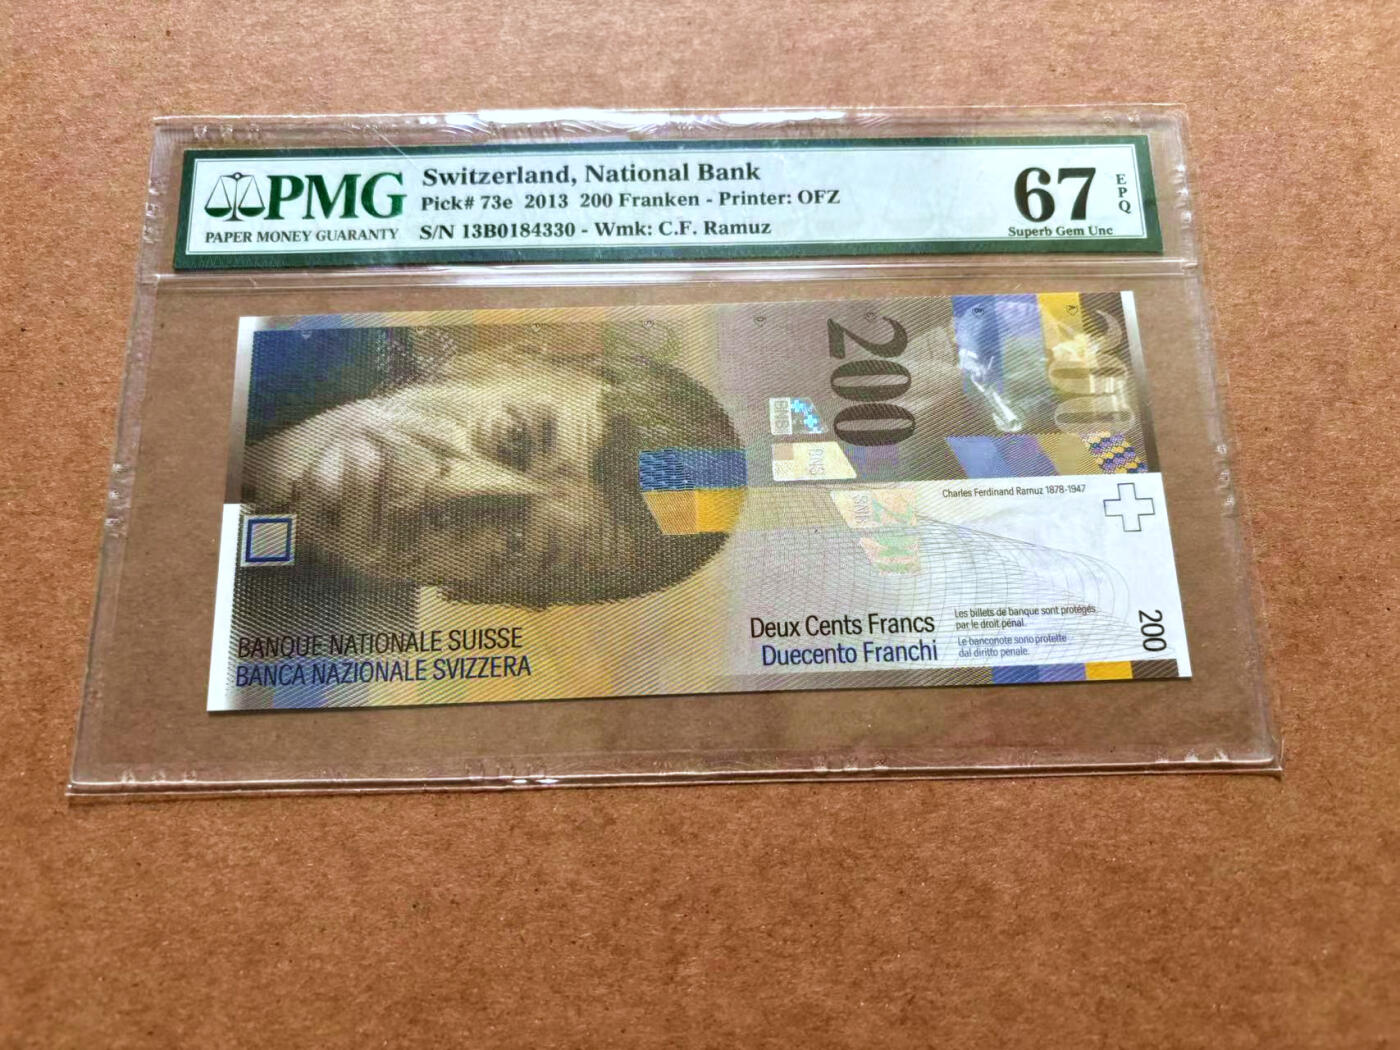 PMG
PAPER MONEY GUARANTY
Switzerland, National Bank
Pick# 73e 2013 200 Franken - Printer: OFZ
S/N 13B0184330 - Wmk: C.F. Ramuz
67
EPQ
Superb Gem Unc
200
200
BNS
BNS
SNB
Charles Ferdinand Ramuz 1878-1947
BANQUE NATIONALE SUISSE
BANCA NAZIONALE SVIZZERA
Deux Cents Francs
Duecento Franchi
Les billets de banque sont protégés
par le droit pénal.
Le banconote sono protette
dal diritto penale.
200